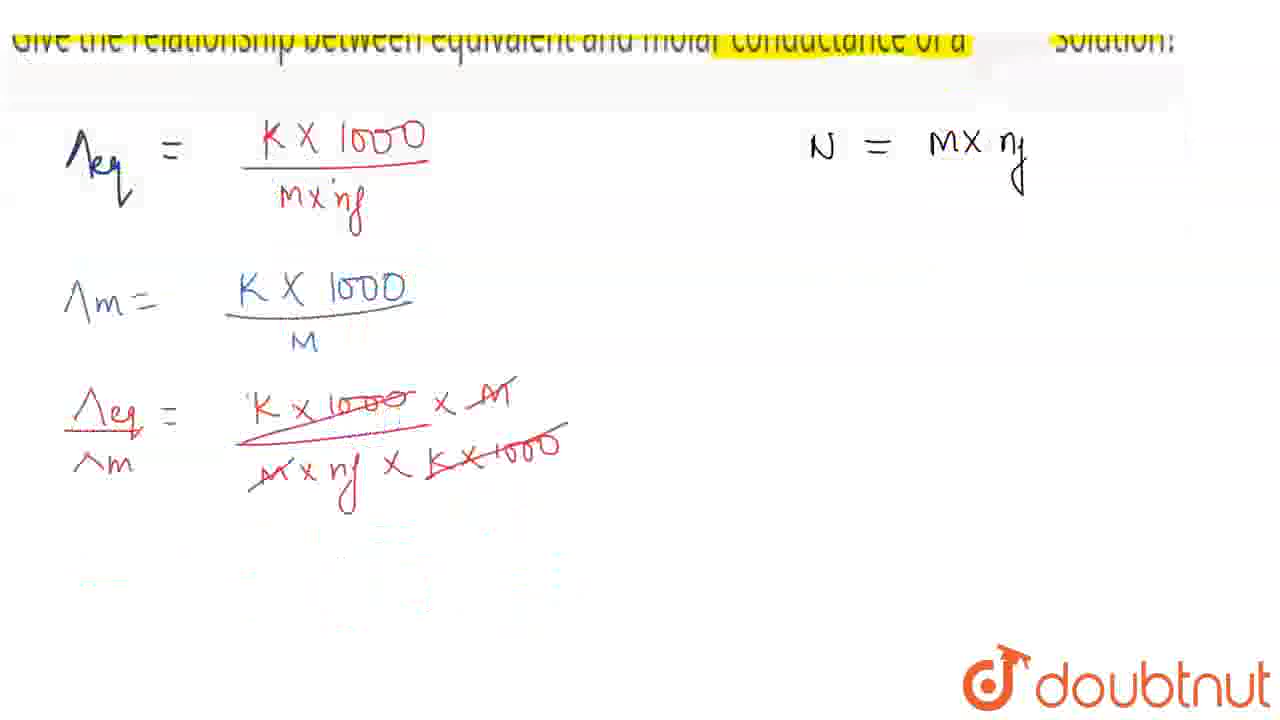 Give the relationship between equivalent and molar conductance of a solution?
Λeq = K X 1000 / M x nf
N = M X nf
Λm = K X 1000 / M
Λeq / Λm = K x 1000 x M / M x nf x K x 1000
doubtnut